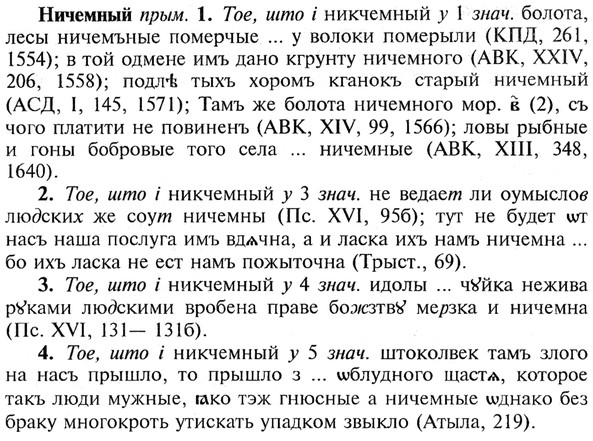 Ничемный прым. 1. Тое, што і никчемный у 1 знач. болота,
лесы ничемъные померчые ... у волоки померыли (КПД, 261,
1554); в той одмене имъ дано кгрунту ничемного (АВК, XXIV,
206, 1558); подлѣ тыхъ хоромъ кганокъ старый ничемный
(АСД, I, 145, 1571); Тамъ же болота ничемного мор. в҃ (2), съ
чого платити не повиненъ (АВК, XIV, 99, 1566); ловы рыбные
и гоны бобровые того села ... ничемные (АВК, XIII, 348,
1640).
2. Тое, што і никчемный у 3 знач. не ведает ли оумыслов
людских же соут ничемны (Пс. XVI, 95б); тут не будет ѡт
насъ наша послуга имъ вдѧчна, а и ласка ихъ намъ ничемна ...
бо ихъ ласка не ест намъ пожыточна (Трыст., 69).
3. Тое, што і никчемный у 4 знач. идолы ... чꙋйка нежива
рꙋками людскими вробена праве божзтвꙋ мерзка и ничемна
(Пс. XVI, 131— 131б).
4. Тое, што і никчемный у 5 знач. штоколвек тамъ злого
на насъ прышло, то прышло з ... ѡблудного щастѧ, которое
такъ люди мужные, ꙗко тэж гнюсные а ничемные ѡднако без
браку многокроть утискать упадком звыкло (Атыла, 219).